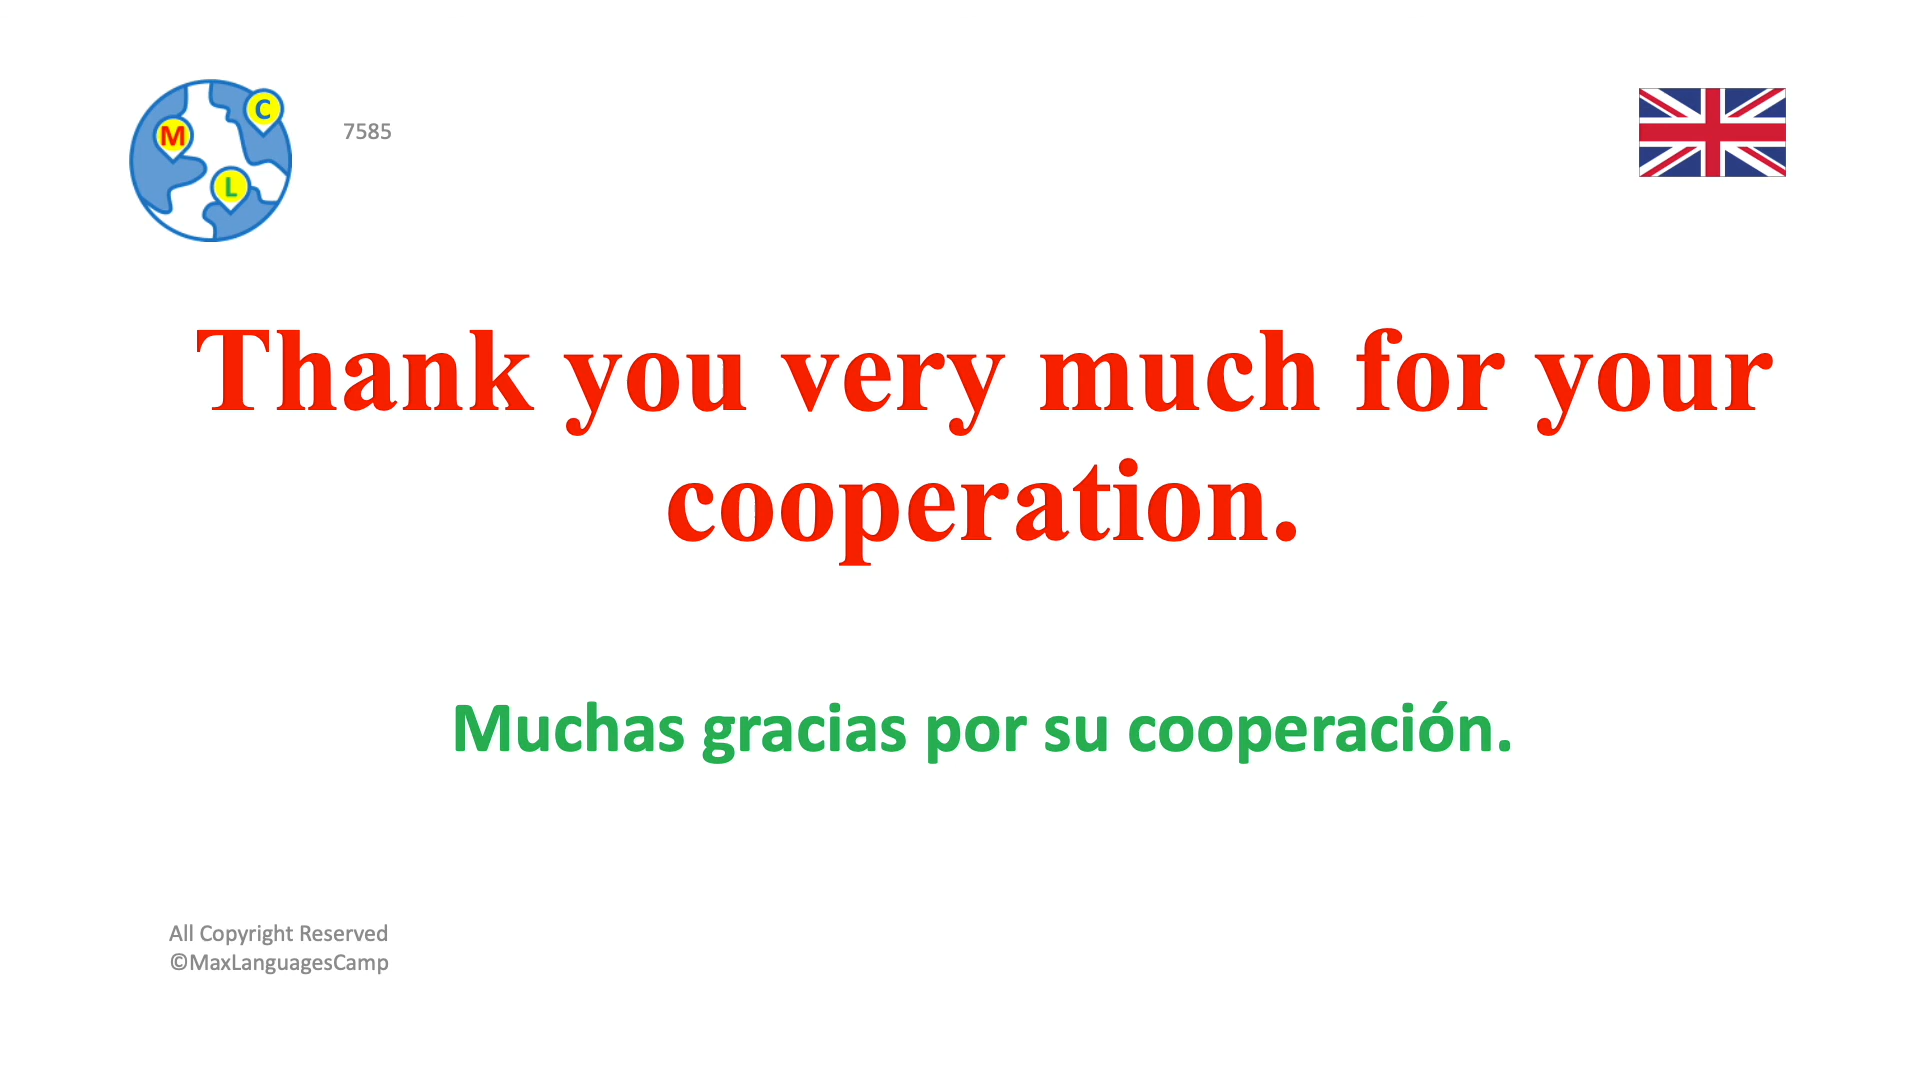 M
C
L
7585
Thank you very much for your
cooperation.
Muchas gracias por su cooperación.
All Copyright Reserved
©MaxLanguagesCamp